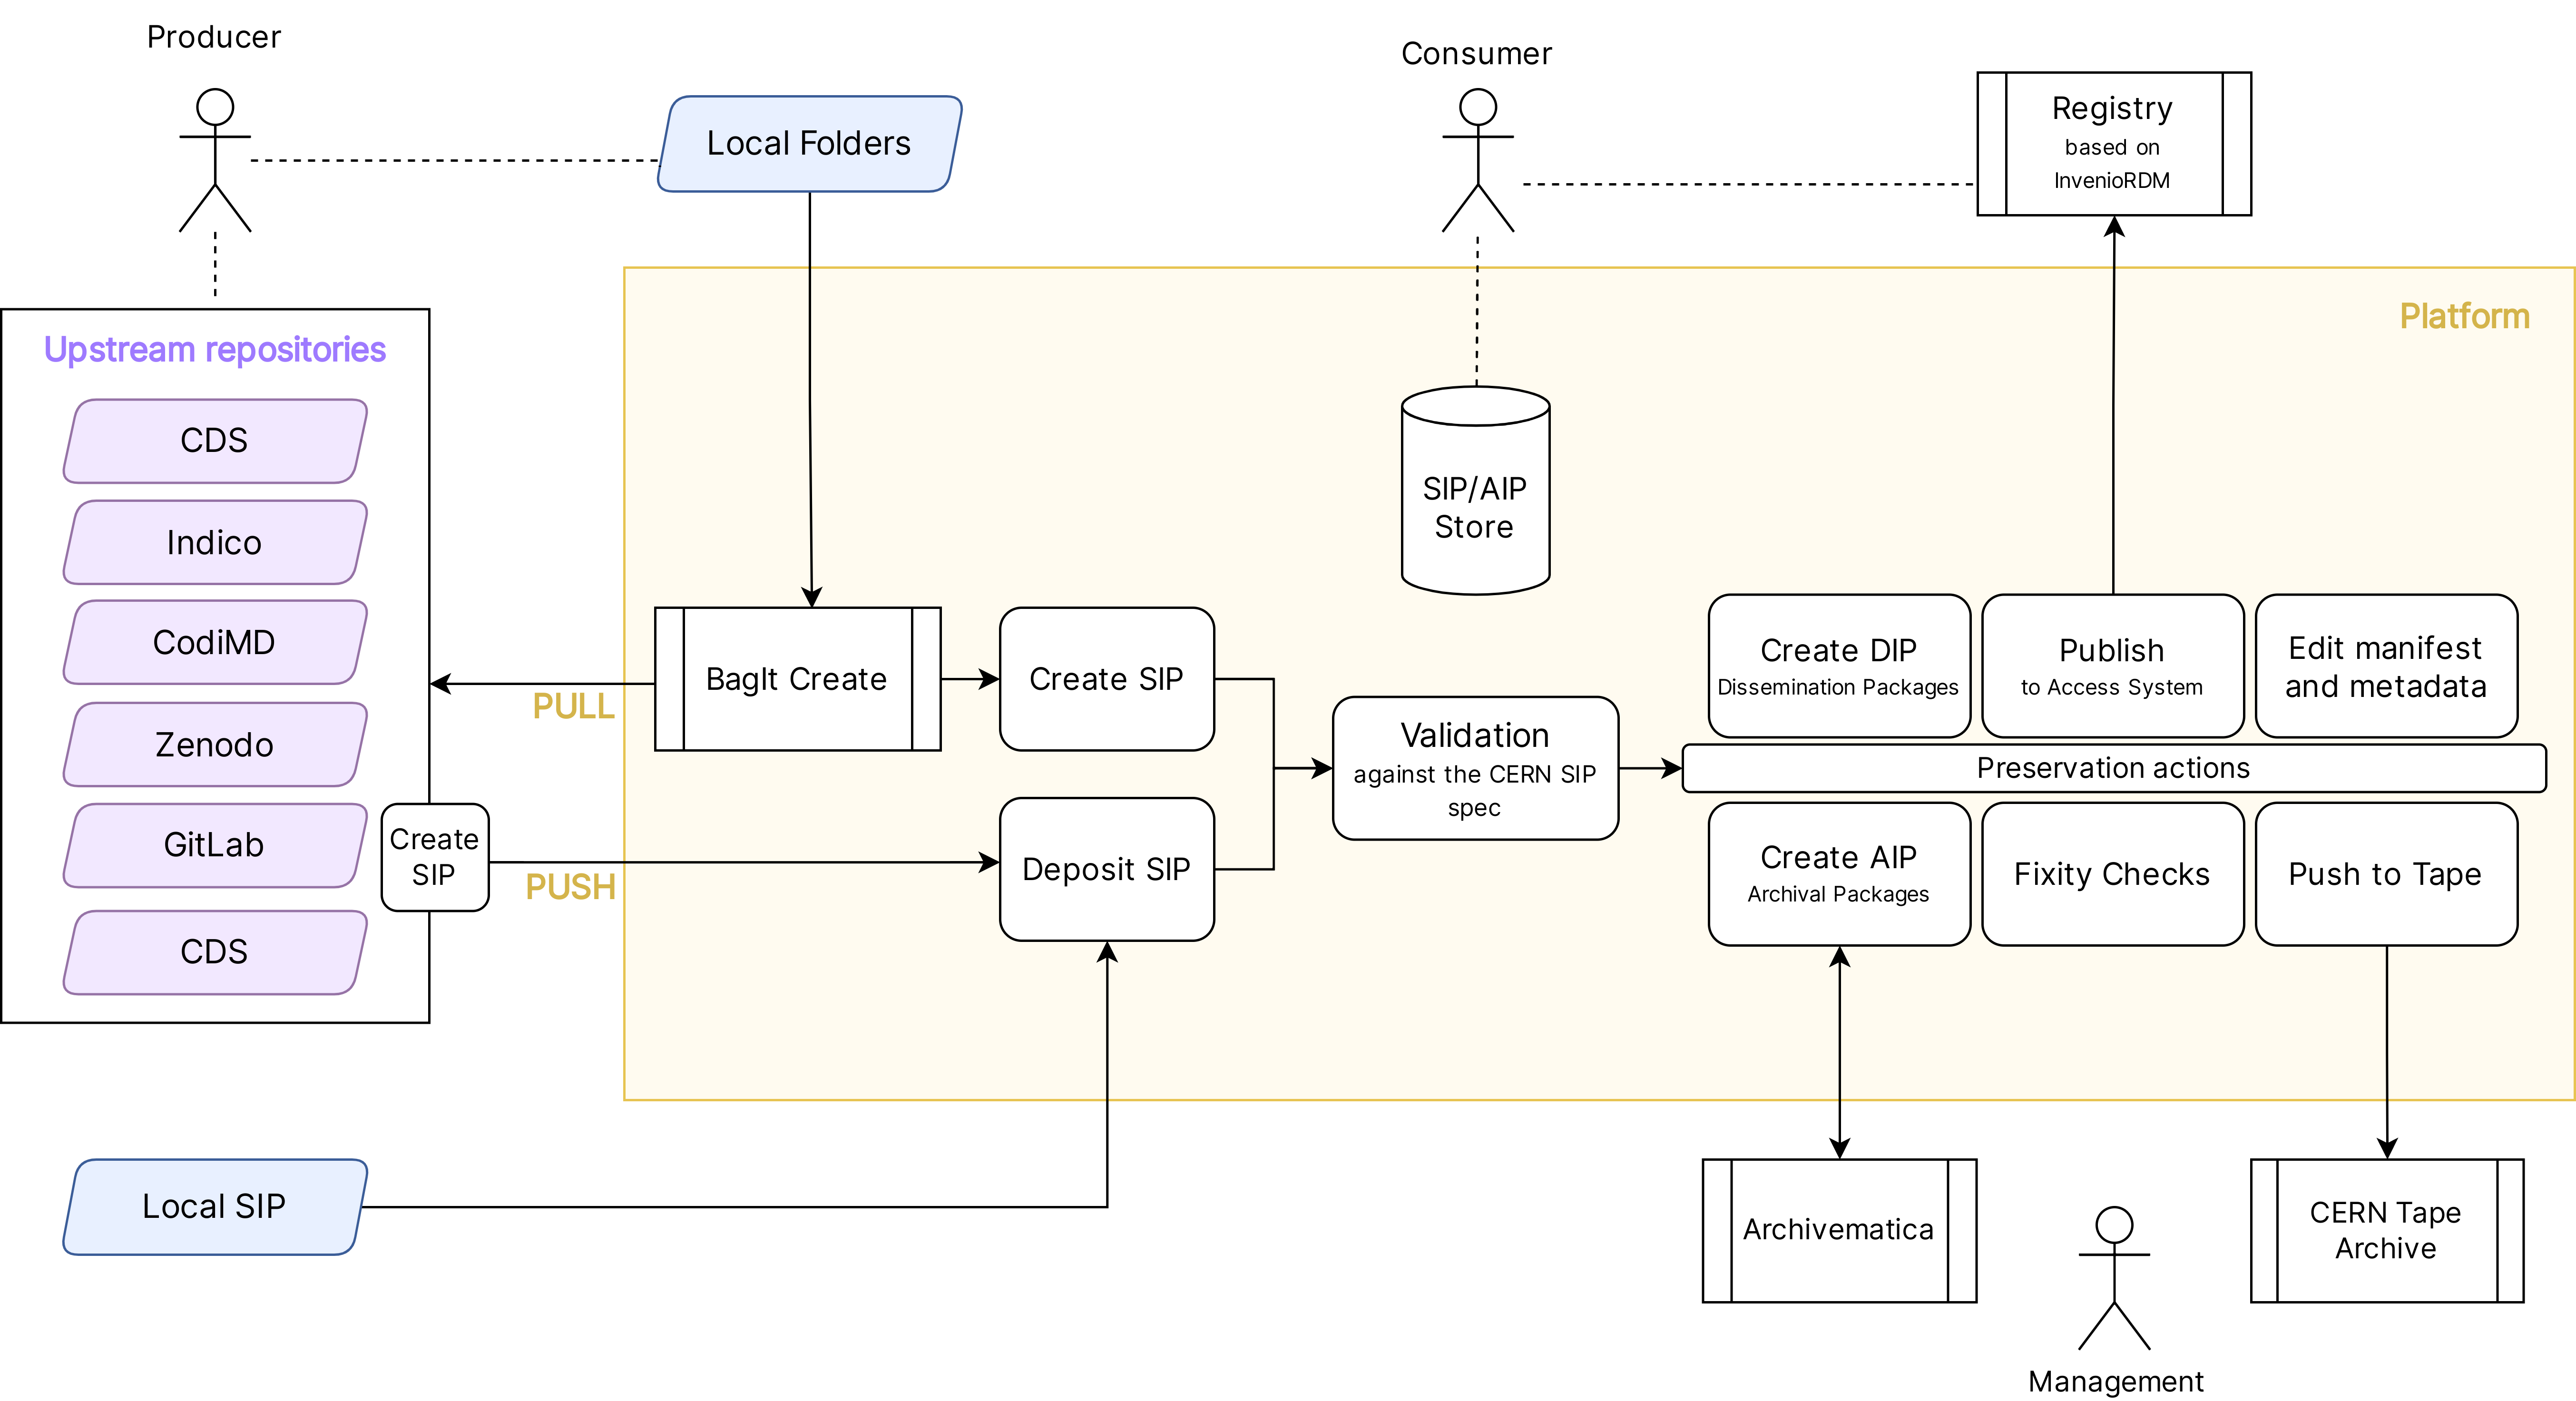 Producer
Consumer
Local Folders
Registry
based on
InvenioRDM
Platform
Upstream repositories
CDS
Indico
CodiMD
Zenodo
GitLab
CDS
Create
SIP
PULL
PUSH
SIP/AIP
Store
BagIt Create
Create SIP
Deposit SIP
Validation
against the CERN SIP
spec
Create DIP
Dissemination Packages
Publish
to Access System
Edit manifest
and metadata
Preservation actions
Create AIP
Archival Packages
Fixity Checks
Push to Tape
Local SIP
Archivematica
CERN Tape
Archive
Management